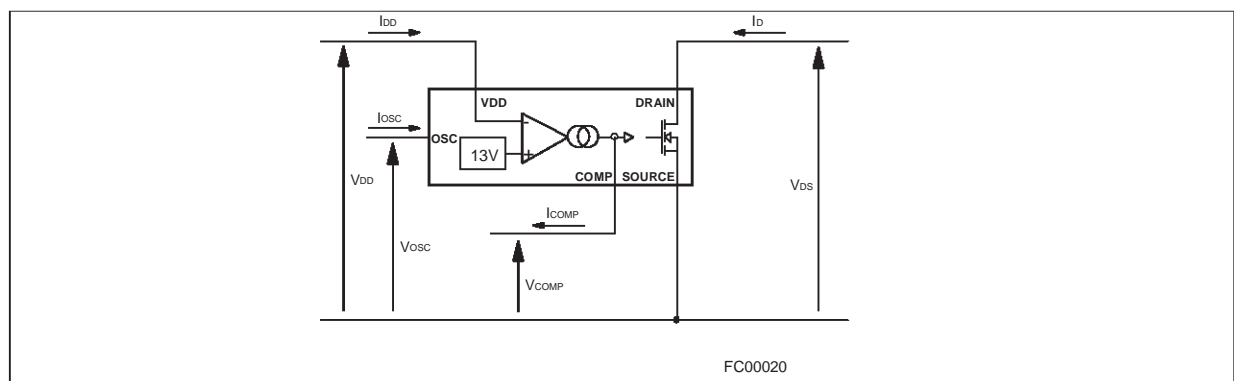 IDD
ID
VDD
DRAIN
IOSC
OSC
13V
-
+
COMP
SOURCE
VDD
VDS
ICOMP
VOSC
VCOMP
FC00020